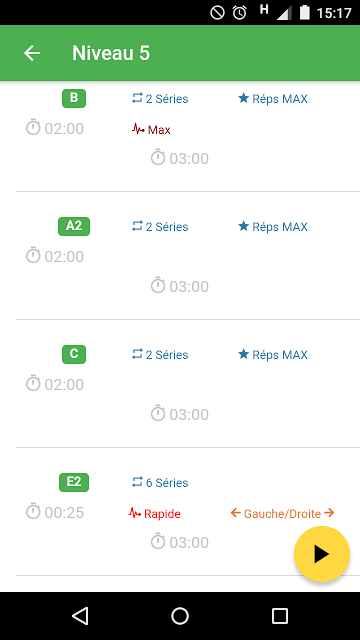 H 15:17
Niveau 5
B 2 Séries Réps MAX
02:00 Max
03:00
A2 2 Séries Réps MAX
02:00
03:00
C 2 Séries Réps MAX
02:00
03:00
E2 6 Séries
00:25 Rapide Gauche/Droite
03:00